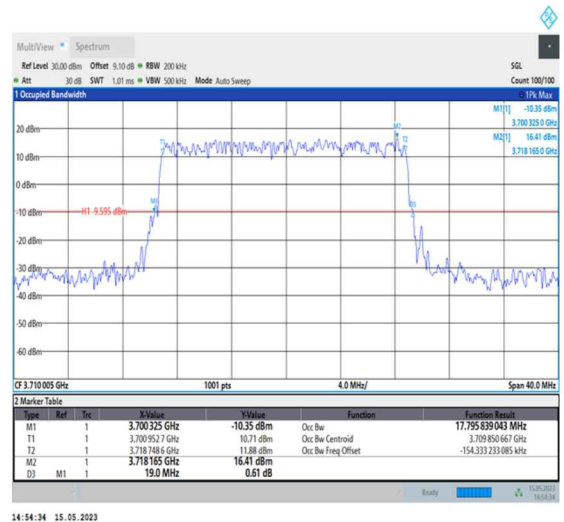 MultiView Spectrum
Ref Level 30.00 dBm Offset 9.10 dB RBW 200 kHz SGL
Att 30 dB SWT 1.01 ms VBW 500 kHz Mode Auto Sweep Count 100/100
1 Occupied Bandwidth 1Pk Max
M1[1] -10.35 dBm
3.700 325 0 GHz
M2[1] 16.41 dBm
3.718 165 0 GHz
20 dBm
10 dBm
0 dBm
-10 dBm
H1 -9.595 dBm
-20 dBm
-30 dBm
-40 dBm
-50 dBm
-60 dBm
M1
T1
M2
T2
D3
CF 3.710 005 GHz 1001 pts 4.0 MHz/ Span 40.0 MHz
2 Marker Table
Type Ref Trc X-Value Y-Value Function Function Result
M1 1 3.700325 GHz -10.35 dBm Occ Bw 17.795 839 043 MHz
T1 1 3.700 952 7 GHz 10.71 dBm Occ Bw Centroid 3.709 850 667 GHz
T2 1 3.718 748 6 GHz 11.88 dBm Occ Bw Freq Offset -154.333 233 085 kHz
M2 1 3.718165 GHz 16.41 dBm
D3 M1 1 19.0 MHz 0.61 dB
Ready 15.05.2023
14:54:34
14:54:34 15.05.2023